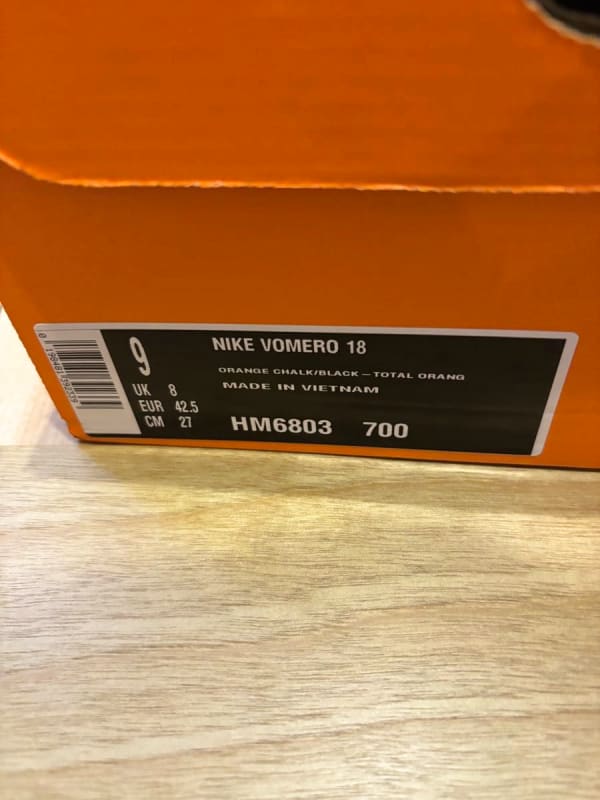 9
UK 8
EUR 42.5
CM 27
NIKE VOMERO 18
ORANGE CHALK/BLACK-TOTAL ORANG
MADE IN VIETNAM
HM6803 700